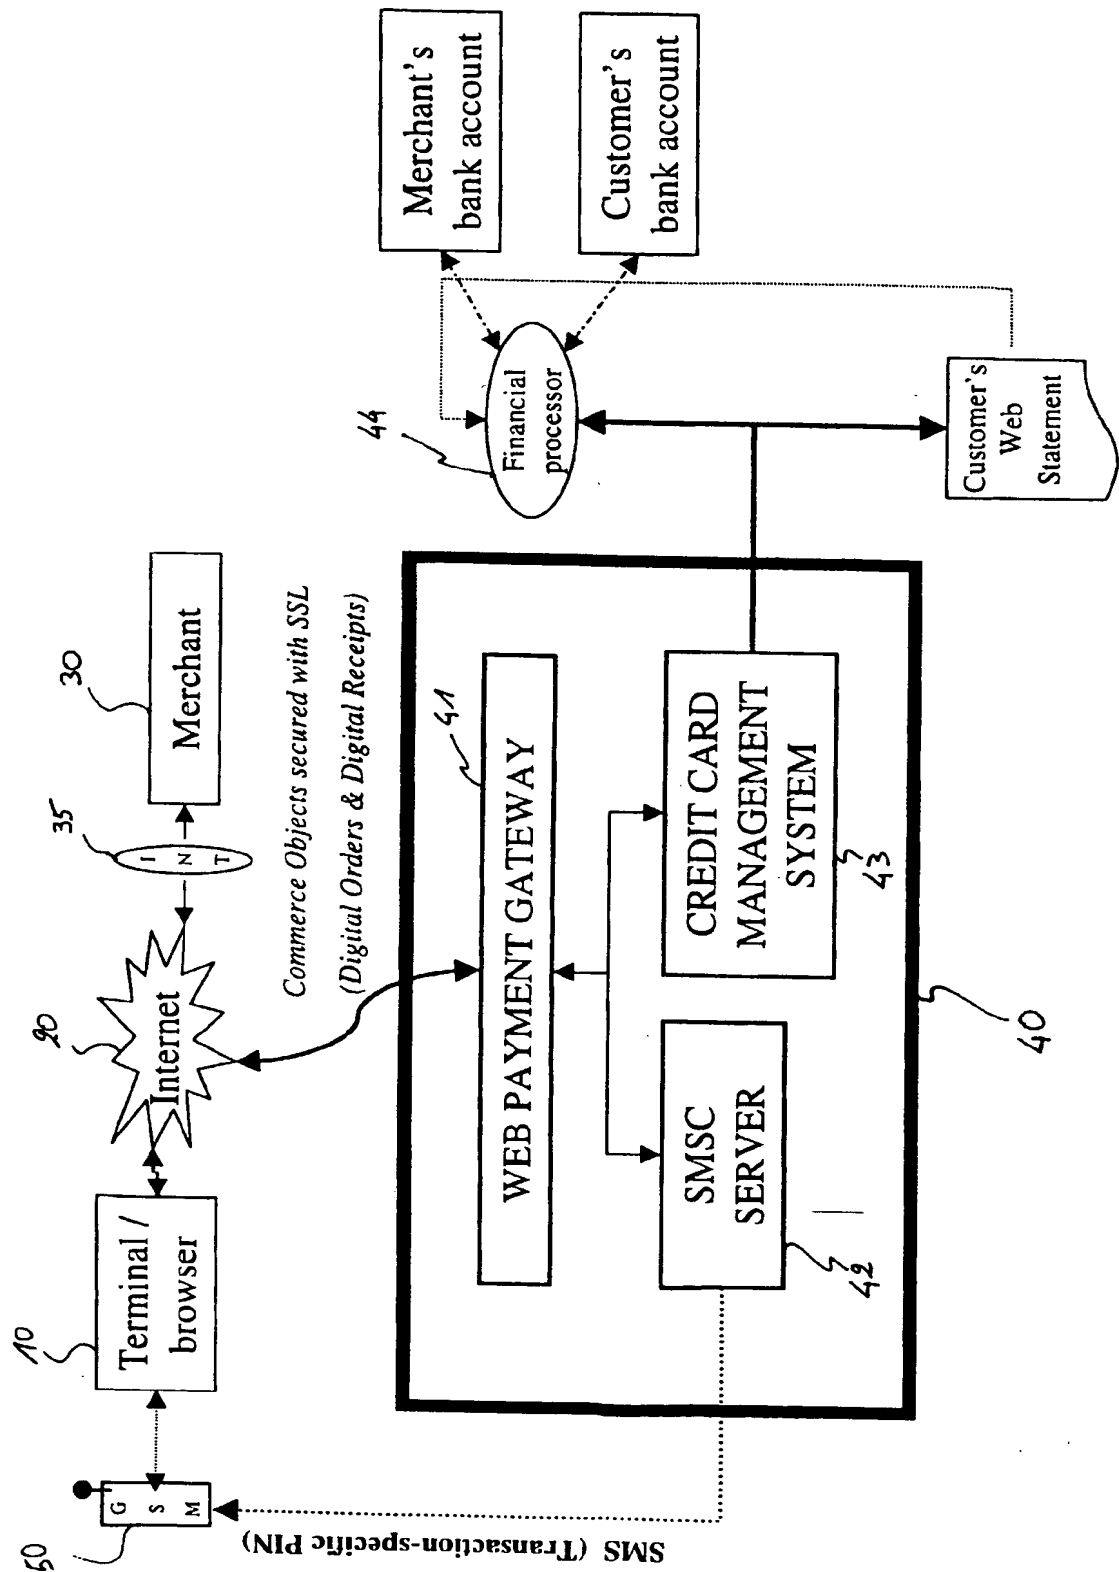 50
G
S
M
10
Terminal /
browser
20
Internet
35
I
N
T
30
Merchant
Commerce Objects secured with SSL
(Digital Orders & Digital Receipts)
SMS (Transaction-specific PIN)
WEB PAYMENT GATEWAY
41
SMSC
SERVER
42
CREDIT CARD
MANAGEMENT
SYSTEM
43
40
44
Financial
processor
Merchant's
bank account
Customer's
bank account
Customer's
Web
Statement